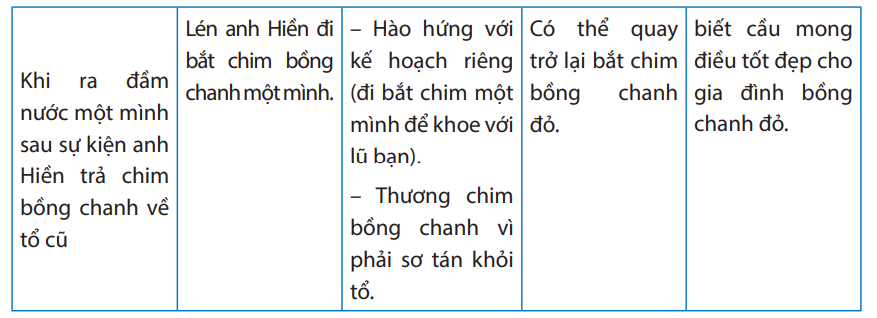 Khi ra đầm
nước một mình
sau sự kiện anh
Hiền trả chim
bồng chanh về
tổ cũ
Lén anh Hiền đi
bắt chim bồng
chanh một mình.
– Hào hứng với
kế hoạch riêng
(đi bắt chim một
mình để khoe với
lũ bạn).
– Thương chim
bồng chanh vì
phải sơ tán khỏi
tổ.
Có thể quay
trở lại bắt chim
bồng chanh
đỏ.
biết cầu mong
điều tốt đẹp cho
gia đình bồng
chanh đỏ.